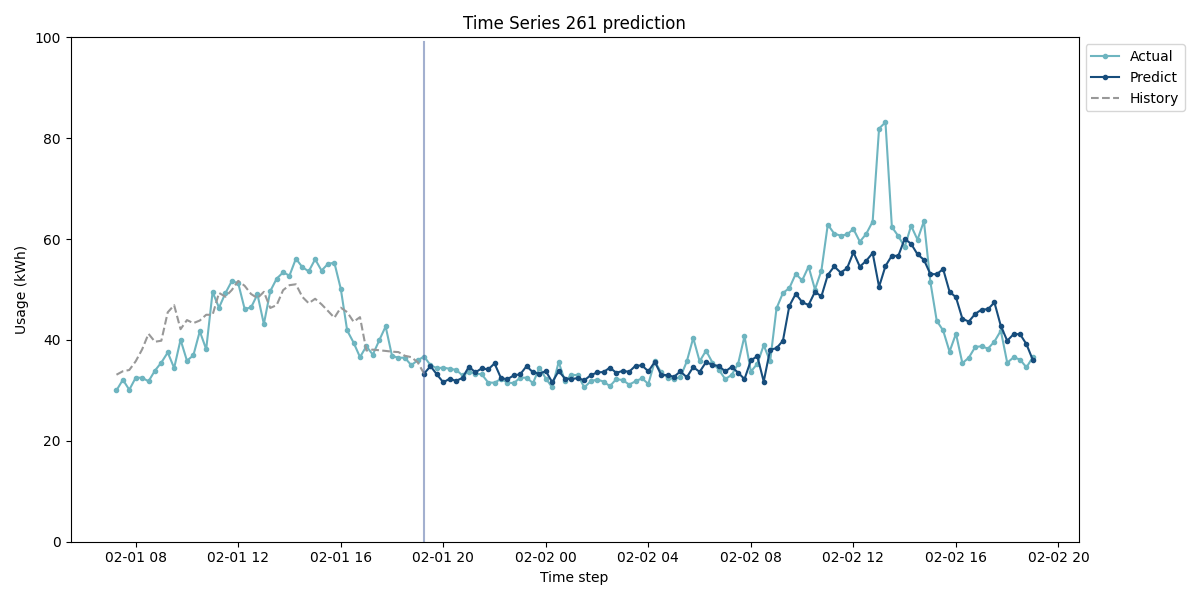 Time Series 261 prediction
100
80
60
40
20
0
Usage (kWh)
02-01 08
02-01 12
02-01 16
02-01 20
02-02 00
02-02 04
02-02 08
02-02 12
02-02 16
02-02 20
Time step
Actual
Predict
History